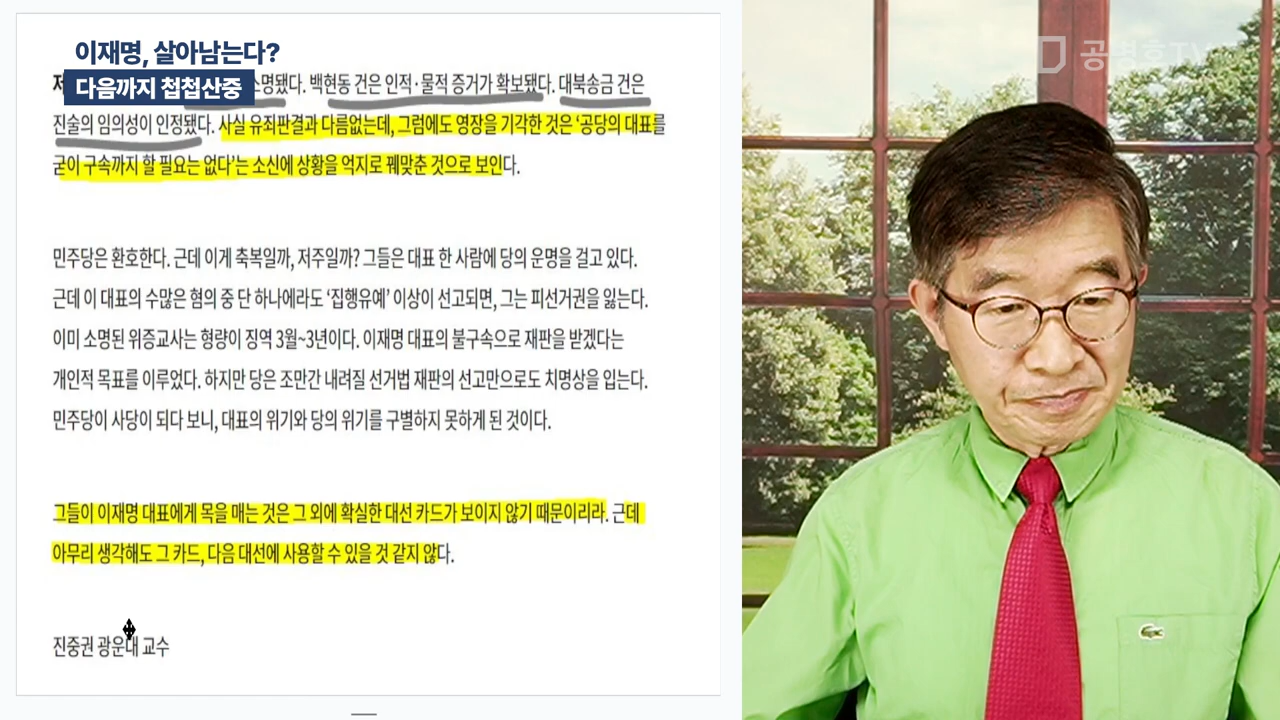 이재명, 살아남는다?
다음까지 첩첩산중
저
소명됐다. 백현동 건은 인적·물적 증거가 확보됐다. 대북송금 건은
진술의 임의성이 인정됐다. 사실 유죄판결과 다름없는데, 그럼에도 영장을 기각한 것은 ‘공당의 대표를
굳이 구속까지 할 필요는 없다’는 소신에 상황을 억지로 꿰맞춘 것으로 보인다.
민주당은 환호한다. 근데 이게 축복일까, 저주일까? 그들은 대표 한 사람에 당의 운명을 걸고 있다.
근데 이 대표의 수많은 혐의 중 단 하나에라도 ‘집행유예’ 이상이 선고되면, 그는 피선거권을 잃는다.
이미 소명된 위증교사는 형량이 징역 3월~3년이다. 이재명 대표의 불구속으로 재판을 받겠다는
개인적 목표를 이루었다. 하지만 당은 조만간 내려질 선거법 재판의 선고만으로도 치명상을 입는다.
민주당이 사당이 되다 보니, 대표의 위기와 당의 위기를 구별하지 못하게 된 것이다.
그들이 이재명 대표에게 목을 매는 것은 그 외에 확실한 대선 카드가 보이지 않기 때문이리라. 근데
아무리 생각해도 그 카드, 다음 대선에 사용할 수 있을 것 같지 않다.
진중권 광운대 교수
공병호TV